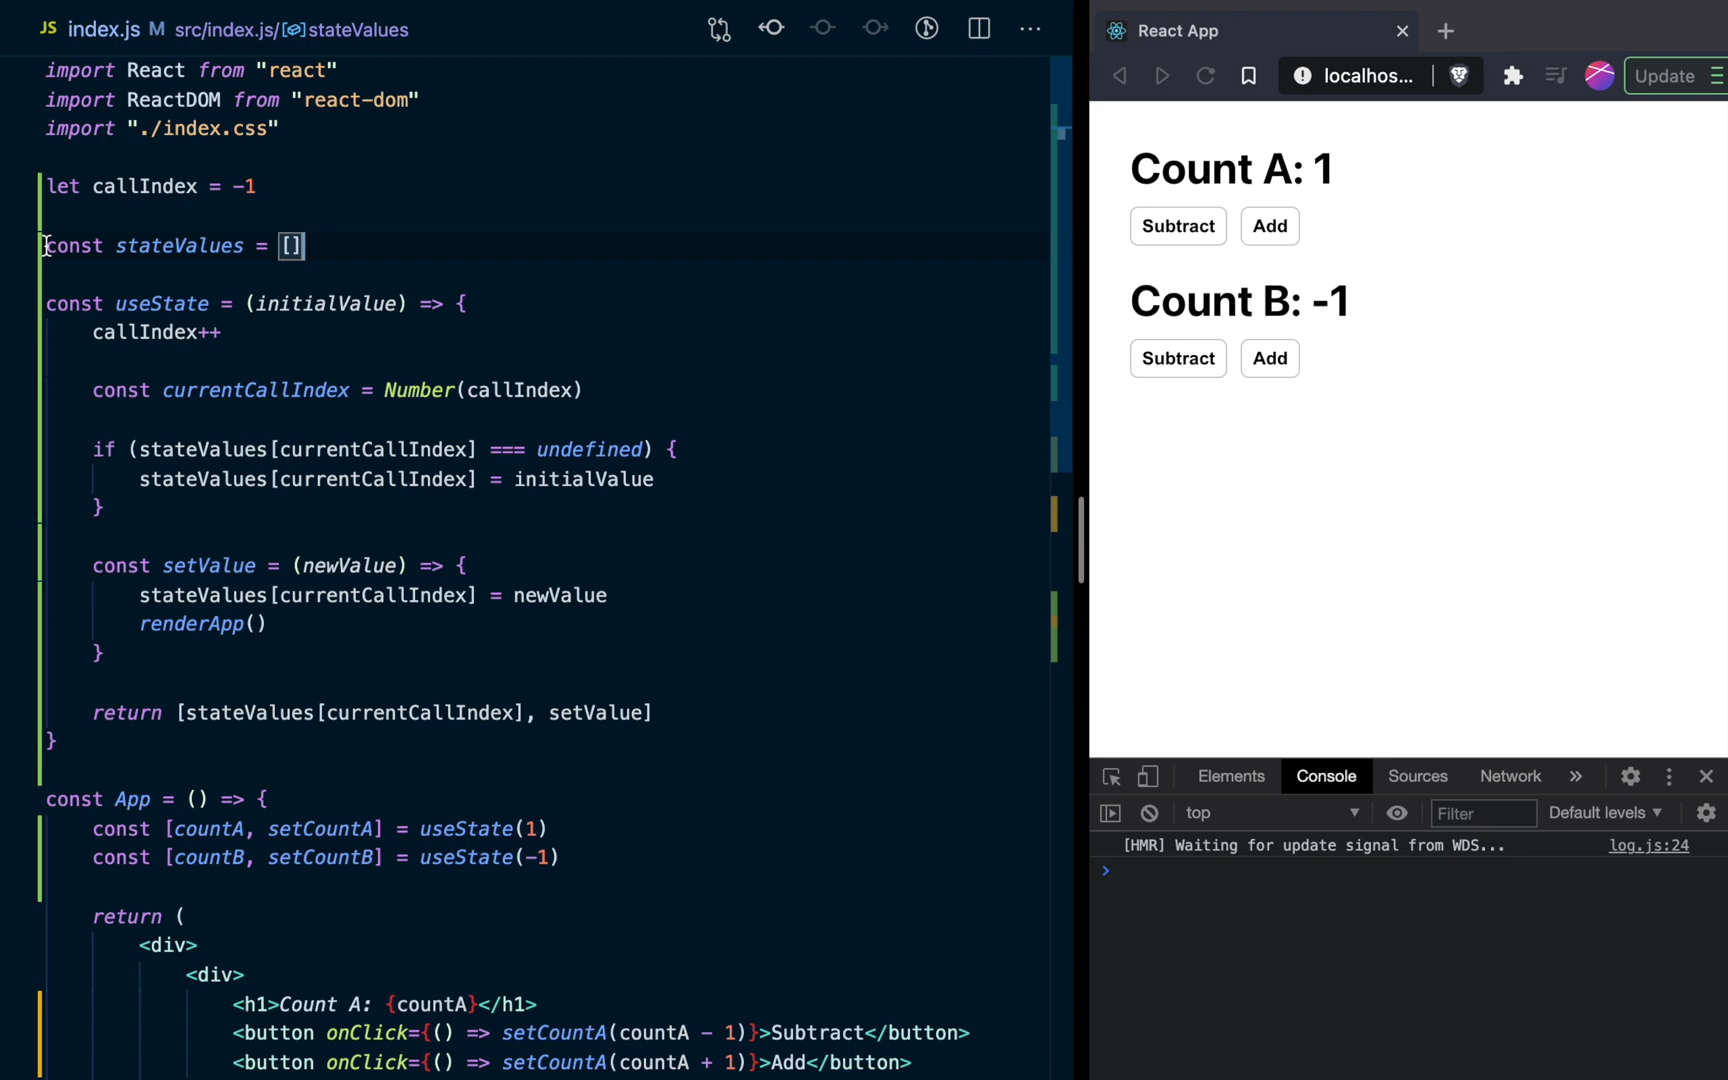 JS index.js M src/index.js/stateValues
import React from "react"
import ReactDOM from "react-dom"
import "./index.css"
let callIndex = -1
const stateValues = []
const useState = (initialValue) => {
callIndex++
const currentCallIndex = Number(callIndex)
if (stateValues[currentCallIndex] === undefined) {
stateValues[currentCallIndex] = initialValue
}
const setValue = (newValue) => {
stateValues[currentCallIndex] = newValue
renderApp()
}
return [stateValues[currentCallIndex], setValue]
}
const App = () => {
const [countA, setCountA] = useState(1)
const [countB, setCountB] = useState(-1)
return (
<div>
<div>
<h1>Count A: {countA}</h1>
<button onClick={() => setCountA(countA - 1)}>Subtract</button>
<button onClick={() => setCountA(countA + 1)}>Add</button>
React App
localhos...
Update
Count A: 1
Subtract Add
Count B: -1
Subtract Add
Elements Console Sources Network »
top Filter Default levels
[HMR] Waiting for update signal from WDS... log.js:24
>